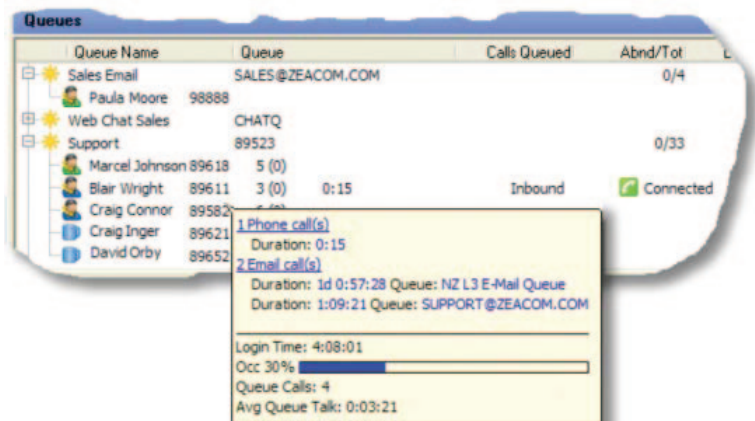 Queues
Queue Name Queue Calls Queued Abnd/Tot
Sales Email SALES@ZEACOM.COM 0/4
Paula Moore 98888
Web Chat Sales CHATQ
Support 89523 0/33
Marcel Johnson 89618 5 (0)
Blair Wright 89611 3 (0) 0:15 Inbound Connected
Craig Connor 89582
Craig Inger 89621
David Orby 89652
1 Phone call(s)
Duration: 0:15
2 Email call(s)
Duration: 1d 0:57:28 Queue: NZ L3 E-Mail Queue
Duration: 1:09:21 Queue: SUPPORT@ZEACOM.COM
Login Time: 4:08:01
Occ 30%
Queue Calls: 4
Avg Queue Talk: 0:03:21